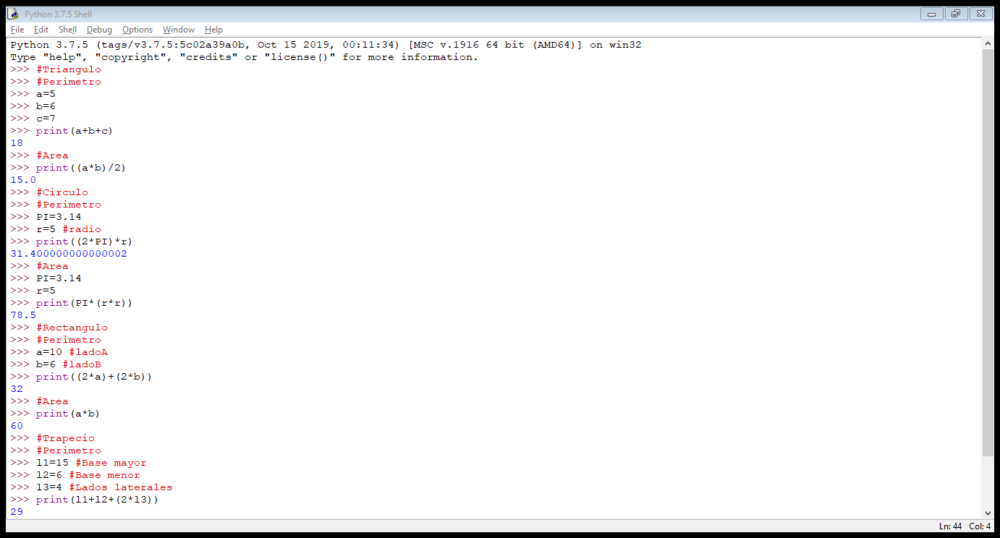 Python 3.7.5 Shell
File Edit Shell Debug Options Window Help
Python 3.7.5 (tags/v3.7.5:5c02a39a0b, Oct 15 2019, 00:11:34) [MSC v.1916 64 bit (AMD64)] on win32
Type "help", "copyright", "credits" or "license()" for more information.
>>> #Triangulo
>>> #Perimetro
>>> a=5
>>> b=6
>>> c=7
>>> print(a+b+c)
18
>>> #Area
>>> print((a*b)/2)
15.0
>>> #Circulo
>>> #Perimetro
>>> PI=3.14
>>> r=5 #radio
>>> print((2*PI)*r)
31.400000000000002
>>> #Area
>>> PI=3.14
>>> r=5
>>> print(PI*(r*r))
78.5
>>> #Rectangulo
>>> #Perimetro
>>> a=10 #ladoA
>>> b=6 #ladoB
>>> print((2*a)+(2*b))
32
>>> #Area
>>> print(a*b)
60
>>> #Trapecio
>>> #Perimetro
>>> l1=15 #Base mayor
>>> l2=6 #Base menor
>>> l3=4 #Lados laterales
>>> print(l1+l2+(2*l3))
29
Ln: 44 Col: 4